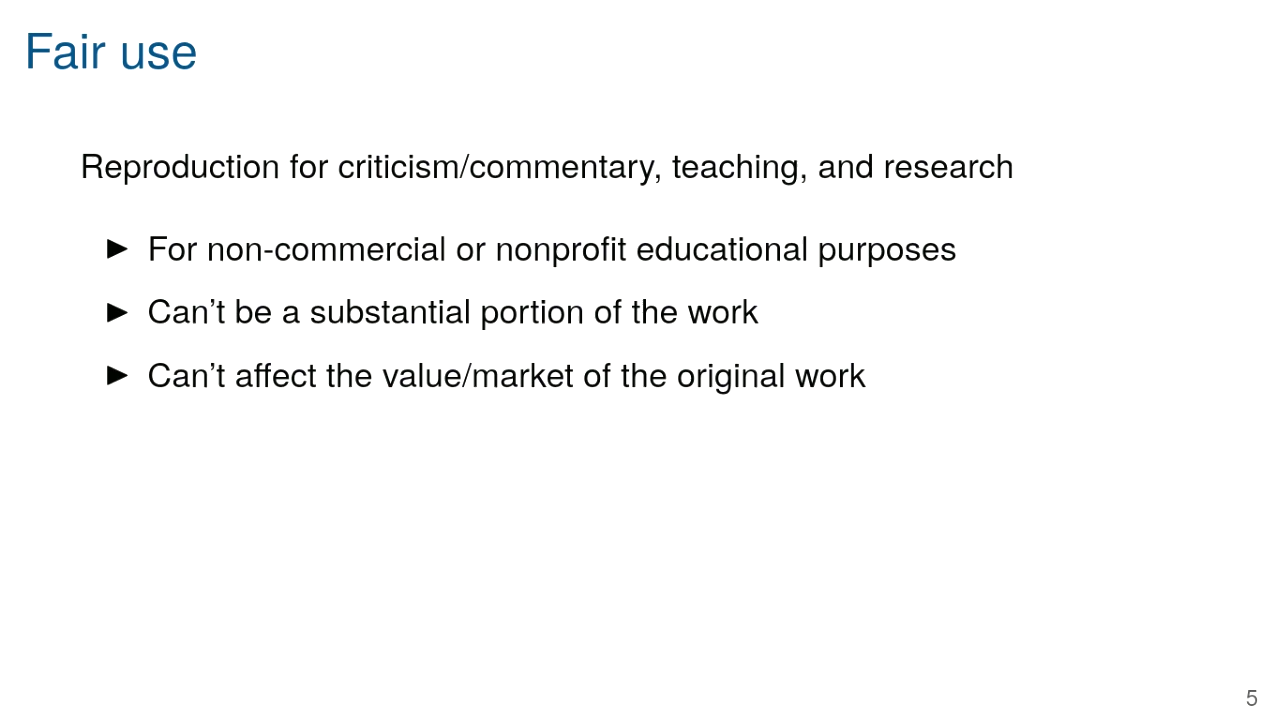 Fair use
Reproduction for criticism/commentary, teaching, and research
▶ For non-commercial or nonprofit educational purposes
▶ Can’t be a substantial portion of the work
▶ Can’t affect the value/market of the original work
5